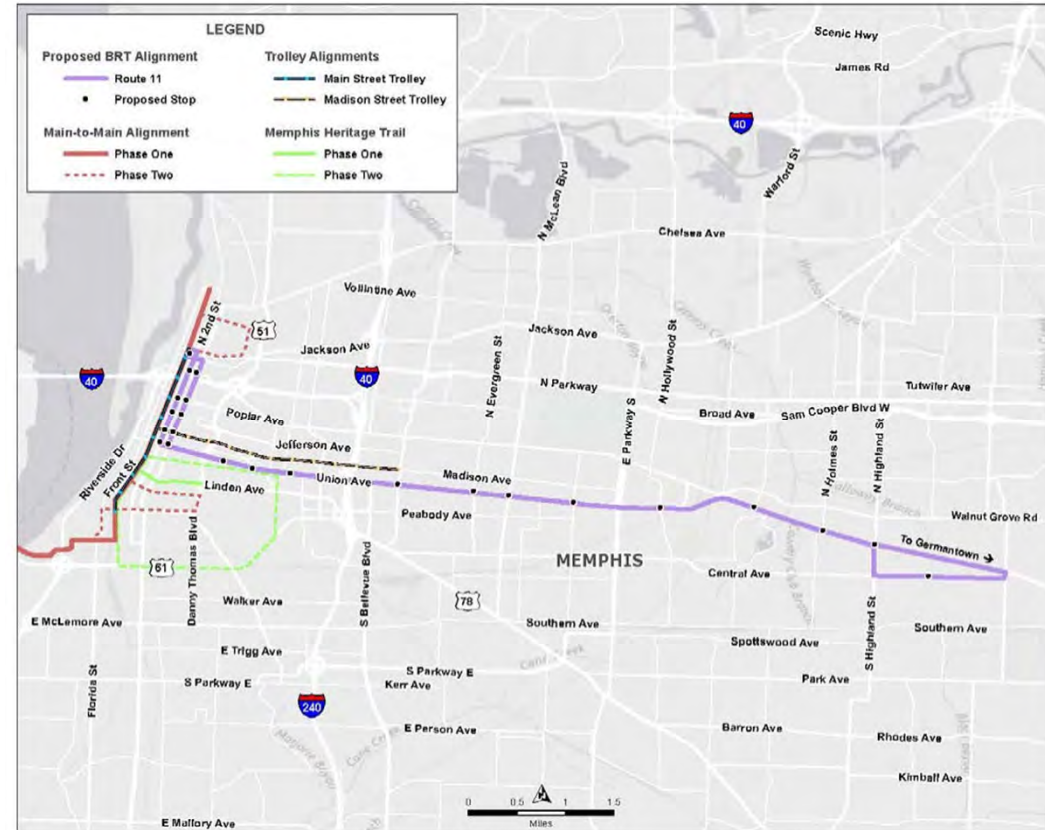 LEGEND
Proposed BRT Alignment
Route 11
Proposed Stop
Trolley Alignments
Main Street Trolley
Madison Street Trolley
Main-to-Main Alignment
Phase One
Phase Two
Memphis Heritage Trail
Phase One
Phase Two
Scenic Hwy
James Rd
40
Warford St
N McLean Blvd
Chelsea Ave
Vollintine Ave
N 2nd St
51
Jackson Ave
Jackson Ave
N Evergreen St
N Hollywood St
40
40
N Parkway
Tutwiler Ave
Broad Ave
Sam Cooper Blvd W
Poplar Ave
E Parkway S
Jefferson Ave
Madison Ave
N Holmes St
N Highland St
Riverside Dr
Front St
Linden Ave
Union Ave
Peabody Ave
Walnut Grove Rd
To Germantown
MEMPHIS
61
Danny Thomas Blvd
Central Ave
S Bellevue Blvd
Walker Ave
78
E McLemore Ave
Southern Ave
Southern Ave
Spottswood Ave
S Highland St
E Trigg Ave
S Parkway E
S Parkway E
Kerr Ave
Cane Creek
Park Ave
Florida St
240
E Person Ave
Cane Creek
Barron Ave
Rhodes Ave
Kimball Ave
0 0.5 1 1.5
Miles
E Mallory Ave